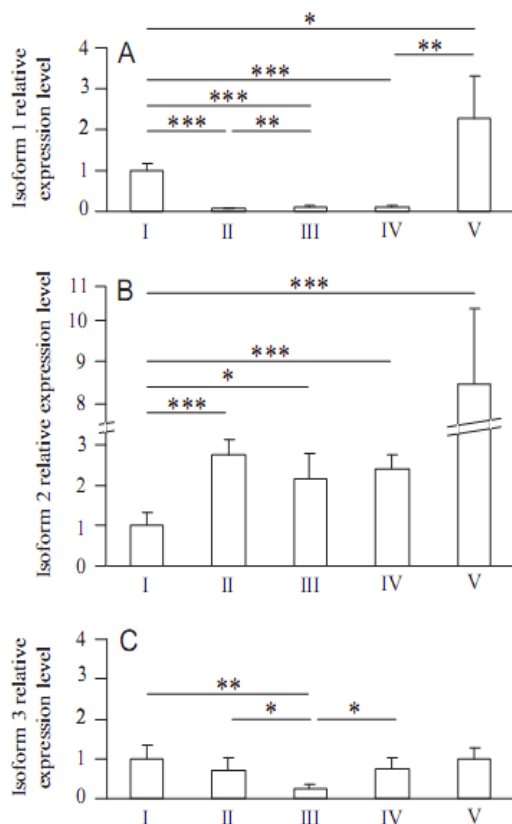 A
Isoform 1 relative
expression level
4
3
2
1
0
*
**
***
***
*** **
I II III IV V
B
Isoform 2 relative expression level
11
10
9
8
3
2
1
0
***
***
*
***
I II III IV V
C
Isoform 3 relative
expression level
4
3
2
1
0
**
* *
I II III IV V